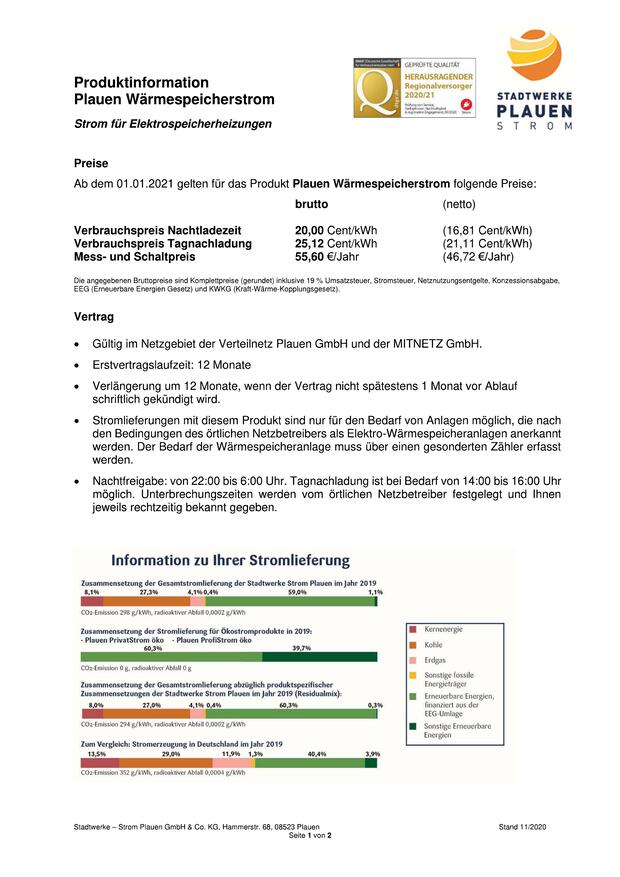 Produktinformation
Plauen Wärmespeicherstrom
Strom für Elektrospeicherheizungen
GEPRÜFTE QUALITÄT
HERAUSRAGENDER
Regionalversorger
2020/21
Strom
STADTWERKE
PLAUEN
STROM
Preise
Ab dem 01.01.2021 gelten für das Produkt Plauen Wärmespeicherstrom folgende Preise:
brutto (netto)
Verbrauchspreis Nachtladezeit 20,00 Cent/kWh (16,81 Cent/kWh)
Verbrauchspreis Tagnachladung 25,12 Cent/kWh (21,11 Cent/kWh)
Mess- und Schaltpreis 55,60 €/Jahr (46,72 €/Jahr)
Die angegebenen Bruttopreise sind Komplettpreise (gerundet) inklusive 19 % Umsatzsteuer, Stromsteuer, Netznutzungsentgelte, Konzessionsabgabe,
EEG (Erneuerbare Energien Gesetz) und KWKG (Kraft-Wärme-Kopplungsgesetz).
Vertrag
• Gültig im Netzgebiet der Verteilnetz Plauen GmbH und der MITNETZ GmbH.
• Erstvertragslaufzeit: 12 Monate
• Verlängerung um 12 Monate, wenn der Vertrag nicht spätestens 1 Monat vor Ablauf
schriftlich gekündigt wird.
• Stromlieferungen mit diesem Produkt sind nur für den Bedarf von Anlagen möglich, die nach
den Bedingungen des örtlichen Netzbetreibers als Elektro-Wärmespeicheranlagen anerkannt
werden. Der Bedarf der Wärmespeicheranlage muss über einen gesonderten Zähler erfasst
werden.
• Nachtfreigabe: von 22:00 bis 6:00 Uhr. Tagnachladung ist bei Bedarf von 14:00 bis 16:00 Uhr
möglich. Unterbrechungszeiten werden vom örtlichen Netzbetreiber festgelegt und Ihnen
jeweils rechtzeitig bekannt gegeben.
Information zu Ihrer Stromlieferung
Zusammensetzung der Gesamtstromlieferung der Stadtwerke Strom Plauen im Jahr 2019
8,1% 27,3% 4,1% 0,4% 59,0% 1,1%
CO2-Emission 298 g/kWh, radioaktiver Abfall 0,0002 g/kWh
Zusammensetzung der Stromlieferung für Ökostromprodukte in 2019:
- Plauen PrivatStrom öko - Plauen ProfiStrom öko
60,3% 39,7%
CO2-Emission 0 g, radioaktiver Abfall 0 g
Zusammensetzung der Gesamtstromlieferung abzüglich produktspezifischer
Zusammensetzungen der Stadtwerke Strom Plauen im Jahr 2019 (Residualmix):
8,0% 27,0% 4,1% 0,4% 60,3% 0,3%
CO2-Emission 294 g/kWh, radioaktiver Abfall 0,0002 g/kWh
Zum Vergleich: Stromerzeugung in Deutschland im Jahr 2019
13,5% 29,0% 11,9% 1,3% 40,4% 3,9%
CO2-Emission 352 g/kWh, radioaktiver Abfall 0,0004 g/kWh
Kernenergie
Kohle
Erdgas
Sonstige fossile
Energieträger
Erneuerbare Energien,
finanziert aus der
EEG-Umlage
Sonstige Erneuerbare
Energien
Stadtwerke – Strom Plauen GmbH & Co. KG, Hammerstr. 68, 08523 Plauen Stand 11/2020
Seite 1 von 2